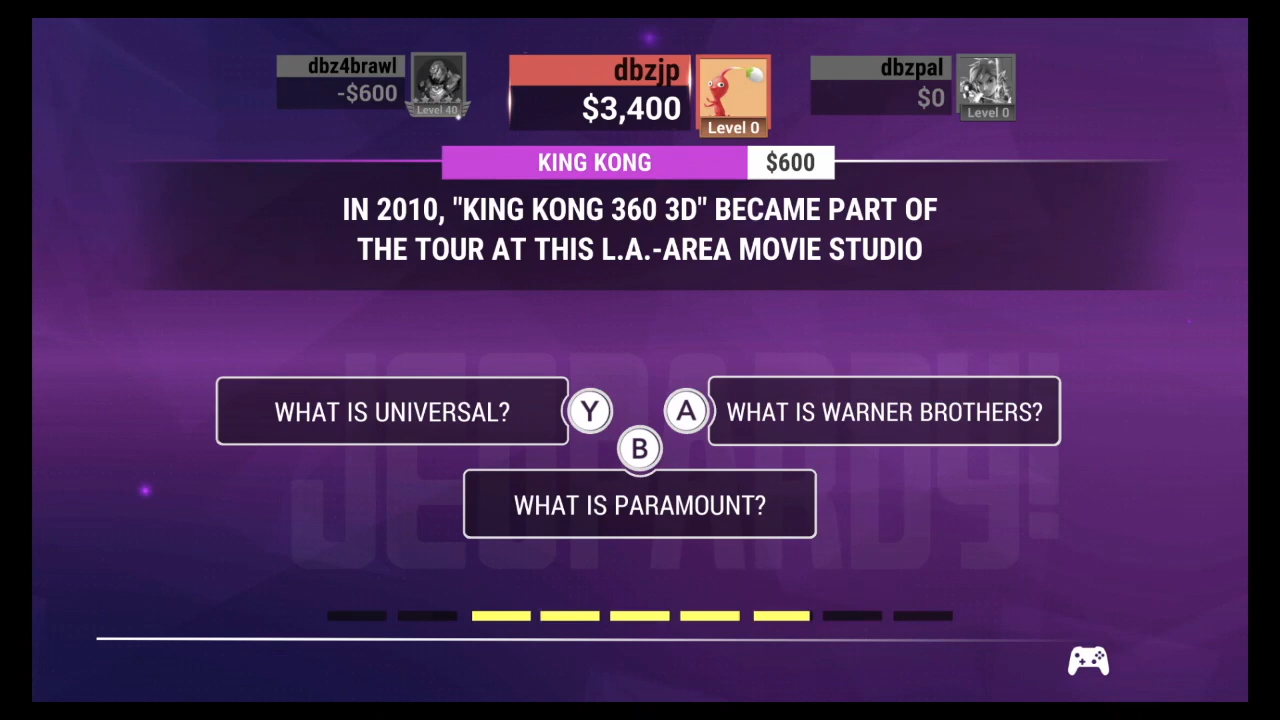 dbz4brawl
-$600
Level 40
dbzjp
$3,400
Level 0
dbzpal
$0
Level 0
KING KONG
$600
IN 2010, "KING KONG 360 3D" BECAME PART OF
THE TOUR AT THIS L.A.-AREA MOVIE STUDIO
WHAT IS UNIVERSAL?
Y
A
WHAT IS WARNER BROTHERS?
B
WHAT IS PARAMOUNT?
JEOPARDY!